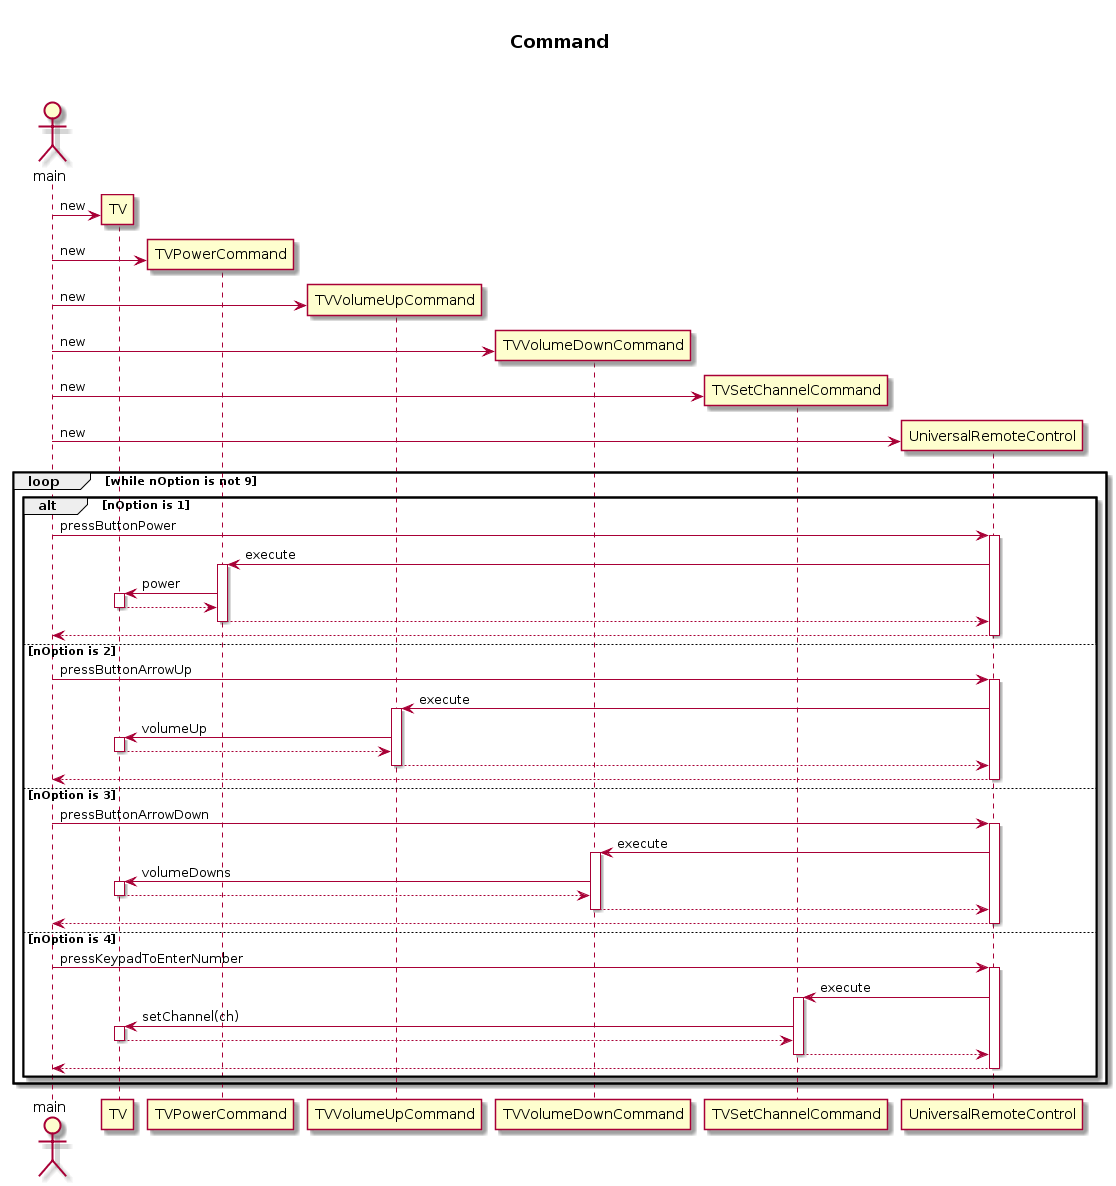 Command
main
new
TV
new
TVPowerCommand
new
TVVolumeUpCommand
new
TVVolumeDownCommand
new
TVSetChannelCommand
new
UniversalRemoteControl
loop [while nOption is not 9]
alt [nOption is 1]
pressButtonPower
execute
power
[nOption is 2]
pressButtonArrowUp
execute
volumeUp
[nOption is 3]
pressButtonArrowDown
execute
volumeDowns
[nOption is 4]
pressKeypadToEnterNumber
execute
setChannel(ch)
main TV TVPowerCommand TVVolumeUpCommand TVVolumeDownCommand TVSetChannelCommand UniversalRemoteControl